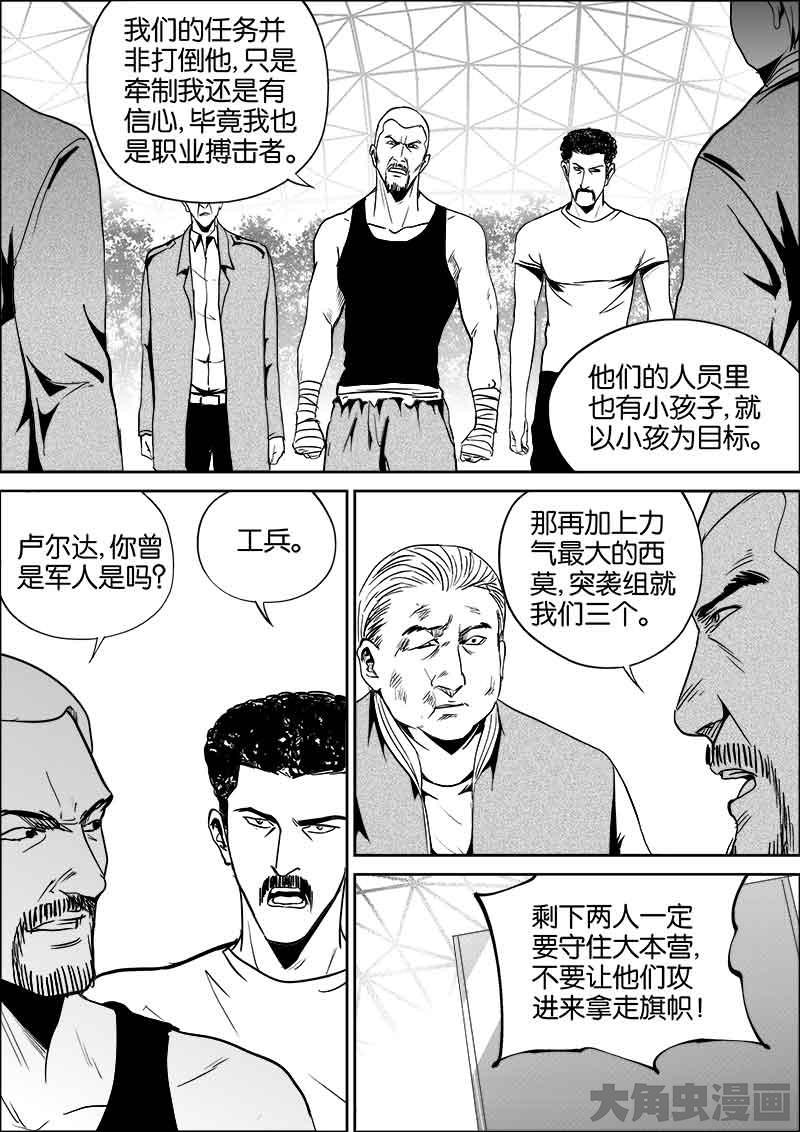 我们的任务并
非打倒他,只是
牵制我还是有
信心,毕竟我也
是职业搏击者。
他们的人员里
也有小孩子,就
以小孩为目标。
卢尔达,你曾
是军人是吗?
工兵。
那再加上力
气最大的西
莫,突袭组就
我们三个。
剩下两人一定
要守住大本营,
不要让他们攻
进来拿走旗帜!
大角虫漫画